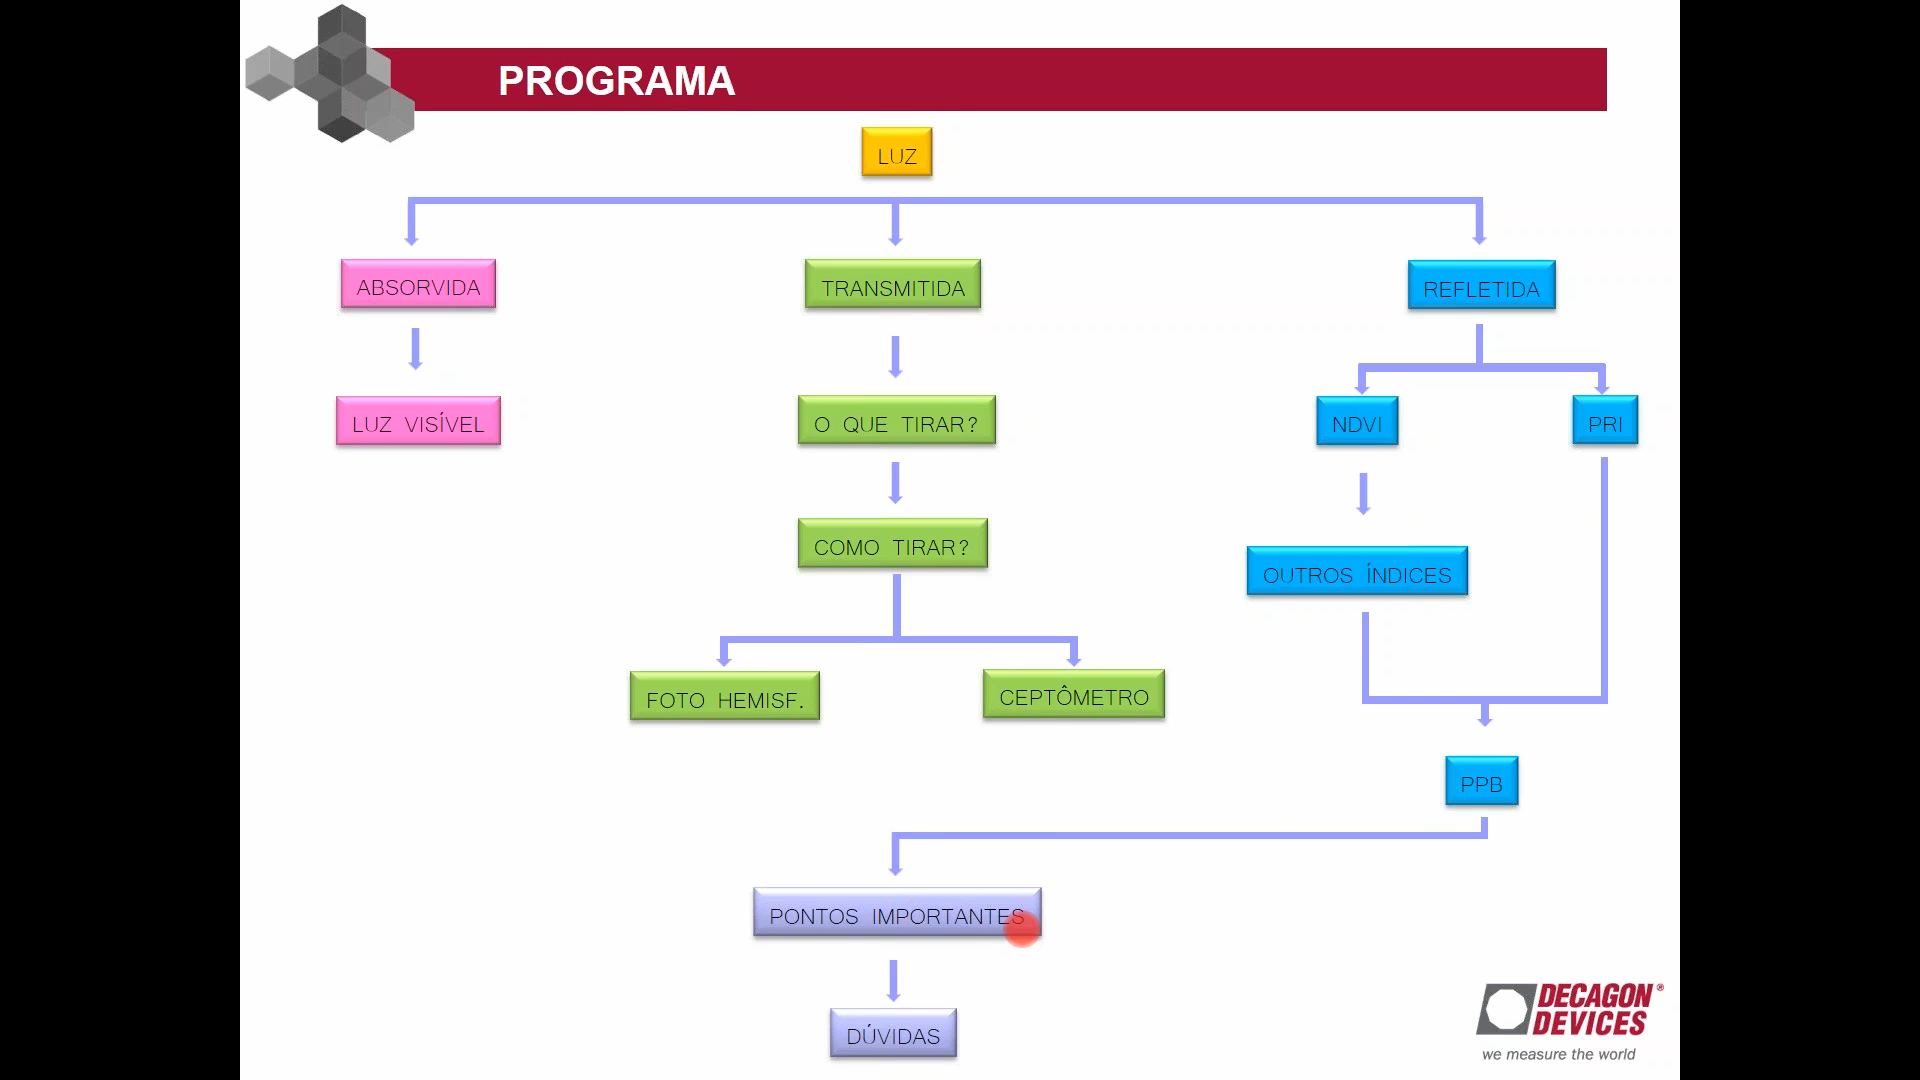 PROGRAMA
LUZ
ABSORVIDA
TRANSMITIDA
REFLETIDA
LUZ VISÍVEL
O QUE TIRAR?
NDVI
PRI
COMO TIRAR?
OUTROS ÍNDICES
FOTO HEMISF.
CEPTÔMETRO
PPB
PONTOS IMPORTANTES
DÚVIDAS
DECAGON®
DEVICES
we measure the world